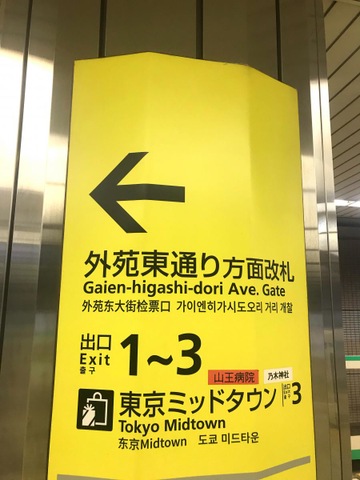 外苑東通り方面改札
Gaien-higashi-dori Ave. Gate
外苑东大街检票口 가이엔히가시도오리 거리 개찰
出口 1~3
Exit
출구
山王病院 乃木神社
東京ミッドタウン 出口 3
Tokyo Midtown
东京Midtown 도쿄 미드타운